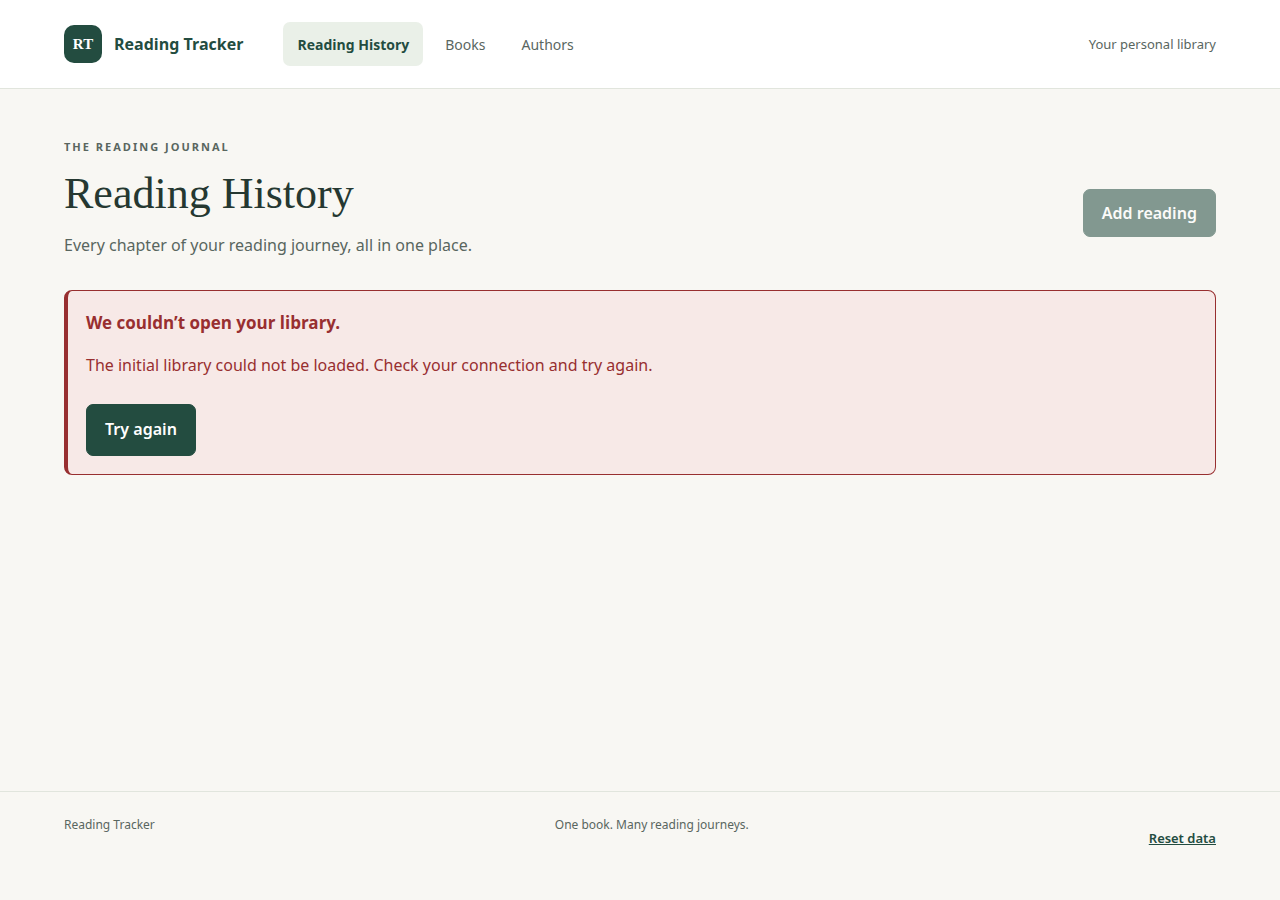 RT
Reading Tracker
Reading History
Books
Authors
Your personal library
THE READING JOURNAL
Reading History
Every chapter of your reading journey, all in one place.
Add reading
We couldn’t open your library.
The initial library could not be loaded. Check your connection and try again.
Try again
Reading Tracker
One book. Many reading journeys.
Reset data